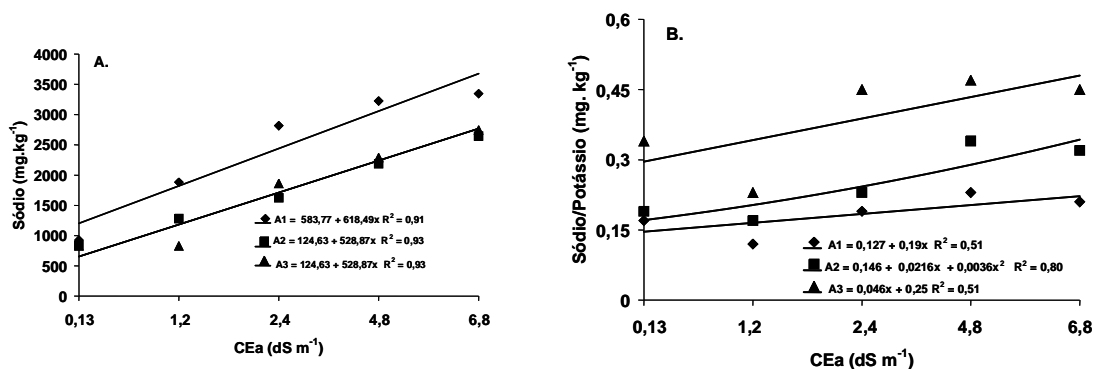 A.
Sódio (mg.kg-1)
4000
3500
3000
2500
2000
1500
1000
500
0
A1 = 583,77 + 618,49x R2 = 0,91
A2 = 124,63 + 528,87x R2 = 0,93
A3 = 124,63 + 528,87x R2 = 0,93
0,13 1,2 2,4 4,8 6,8
CEa (dS m-1)
B.
Sódio/Potássio (mg. kg-1)
0,6
0,45
0,3
0,15
0
A1 = 0,127 + 0,19x R2 = 0,51
A2 = 0,146 + 0,0216x + 0,0036x2 R2 = 0,80
A3 = 0,046x + 0,25 R2 = 0,51
0,13 1,2 2,4 4,8 6,8
CEa (dS m-1)